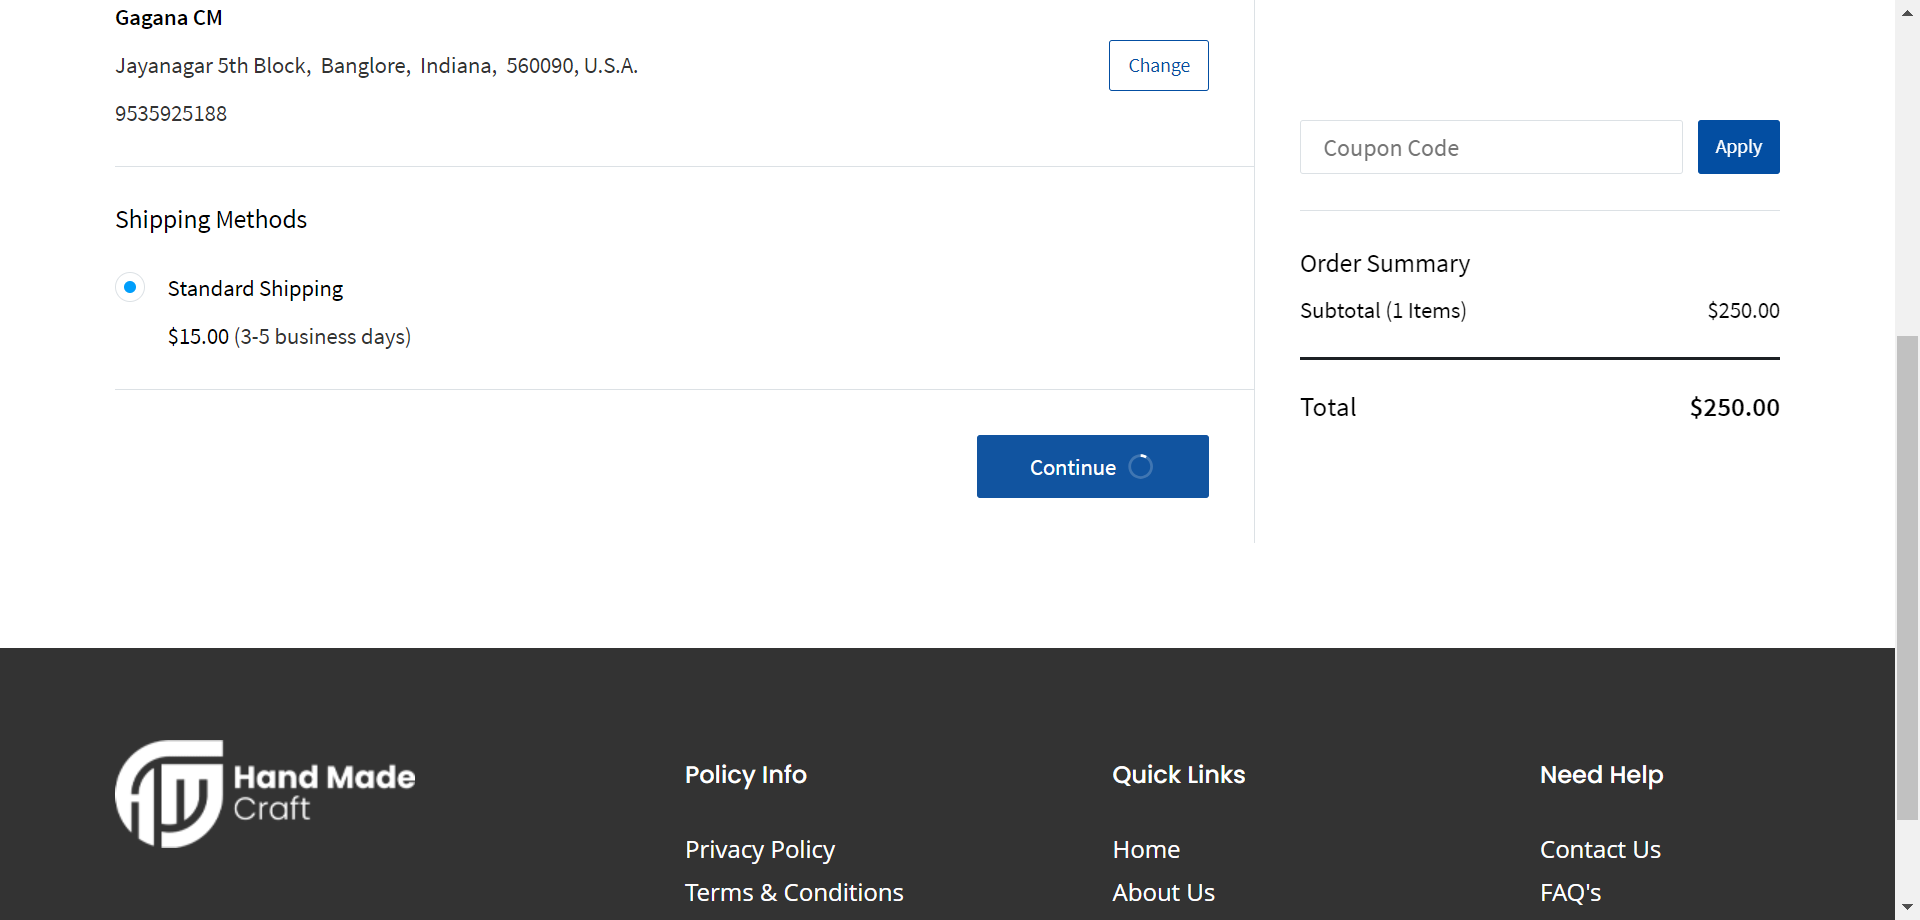 Gagana CM
Jayanagar 5th Block, Banglore, Indiana, 560090, U.S.A.
Change
9535925188
Shipping Methods
Standard Shipping
$15.00 (3-5 business days)
Continue
Coupon Code
Apply
Order Summary
Subtotal (1 Items) $250.00
Total $250.00
Hand Made
Craft
Policy Info
Privacy Policy
Terms & Conditions
Quick Links
Home
About Us
Need Help
Contact Us
FAQ's